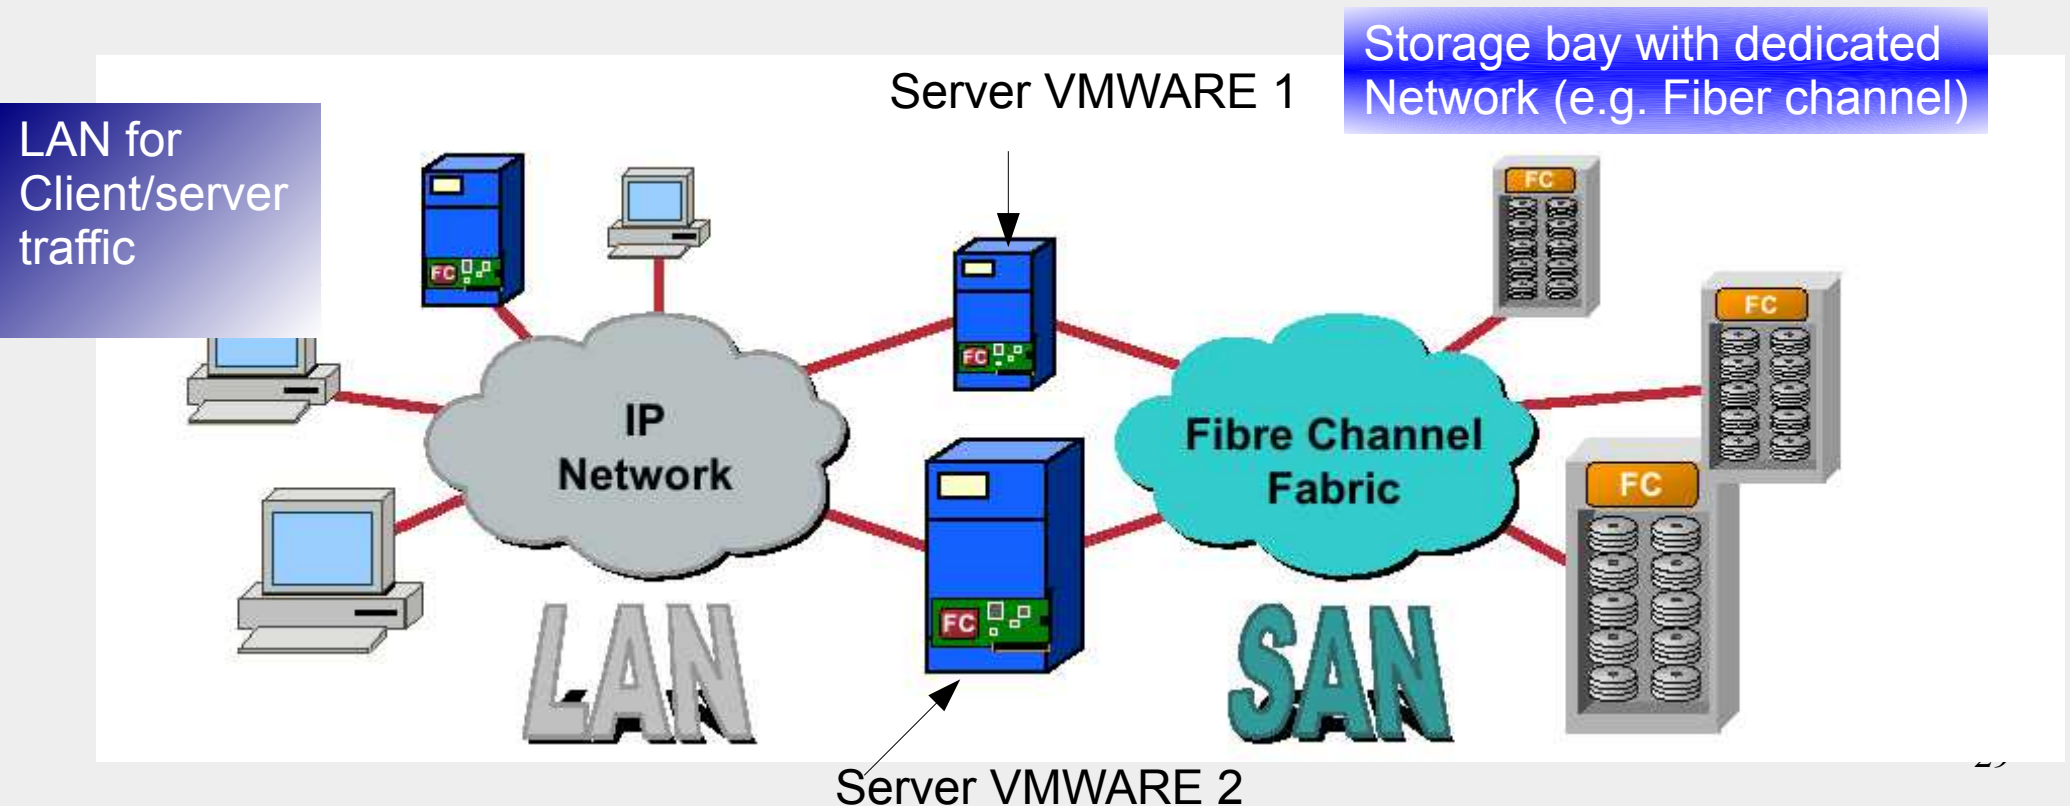 Storage bay with dedicated
Network (e.g. Fiber channel)
Server VMWARE 1
LAN for
Client/server
traffic
FC
FC
FC
FC
FC
IP
Network
Fibre Channel
Fabric
FC
FC
LAN
SAN
Server VMWARE 2